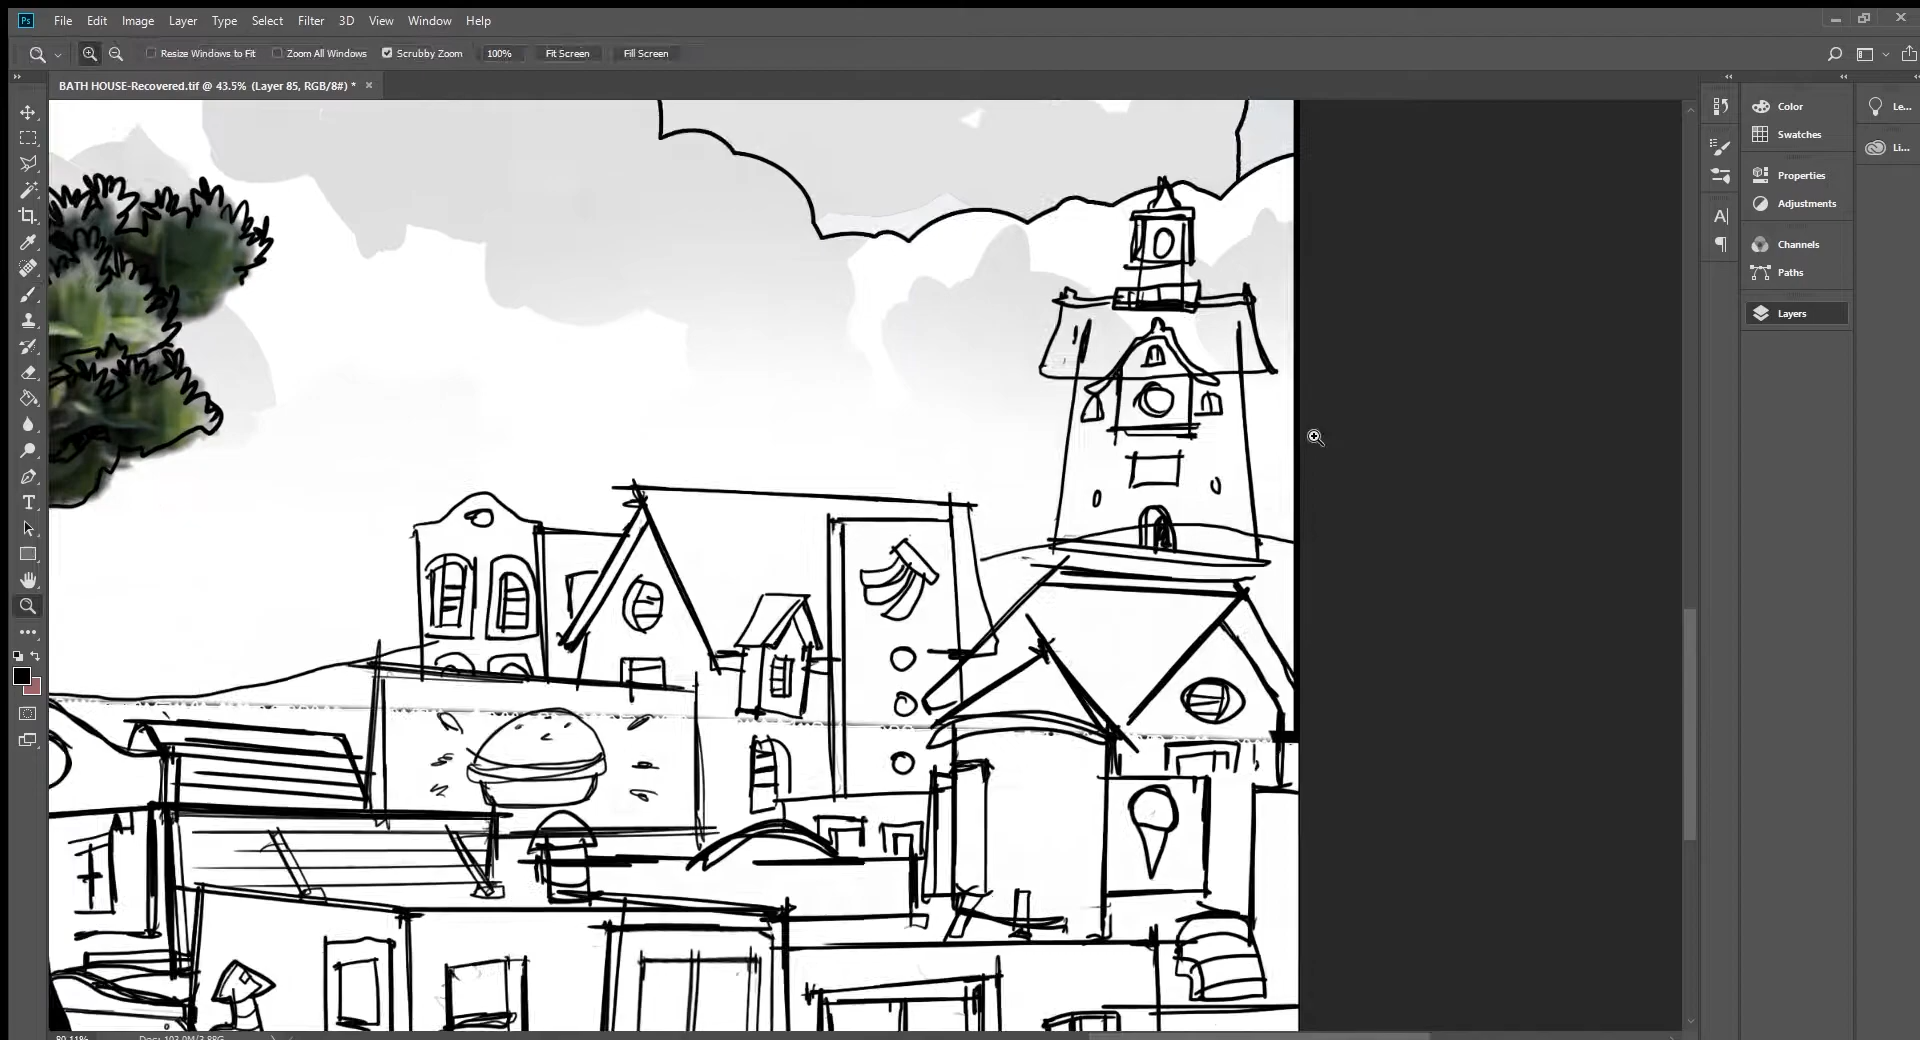 Ps File Edit Image Layer Type Select Filter 3D View Window Help
Resize Windows to Fit Zoom All Windows Scrubby Zoom 100% Fit Screen Fill Screen
BATH HOUSE-Recovered.tif @ 43.5% (Layer 85, RGB/8#) * ×
Color
Le...
Swatches
Li...
Properties
Adjustments
Channels
Paths
Layers